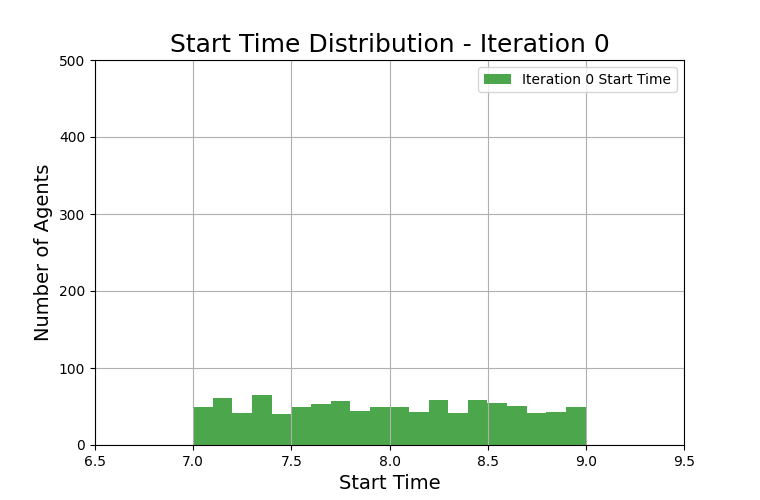 Start Time Distribution - Iteration 0
Iteration 0 Start Time
Number of Agents
500
400
300
200
100
0
6.5 7.0 7.5 8.0 8.5 9.0 9.5
Start Time